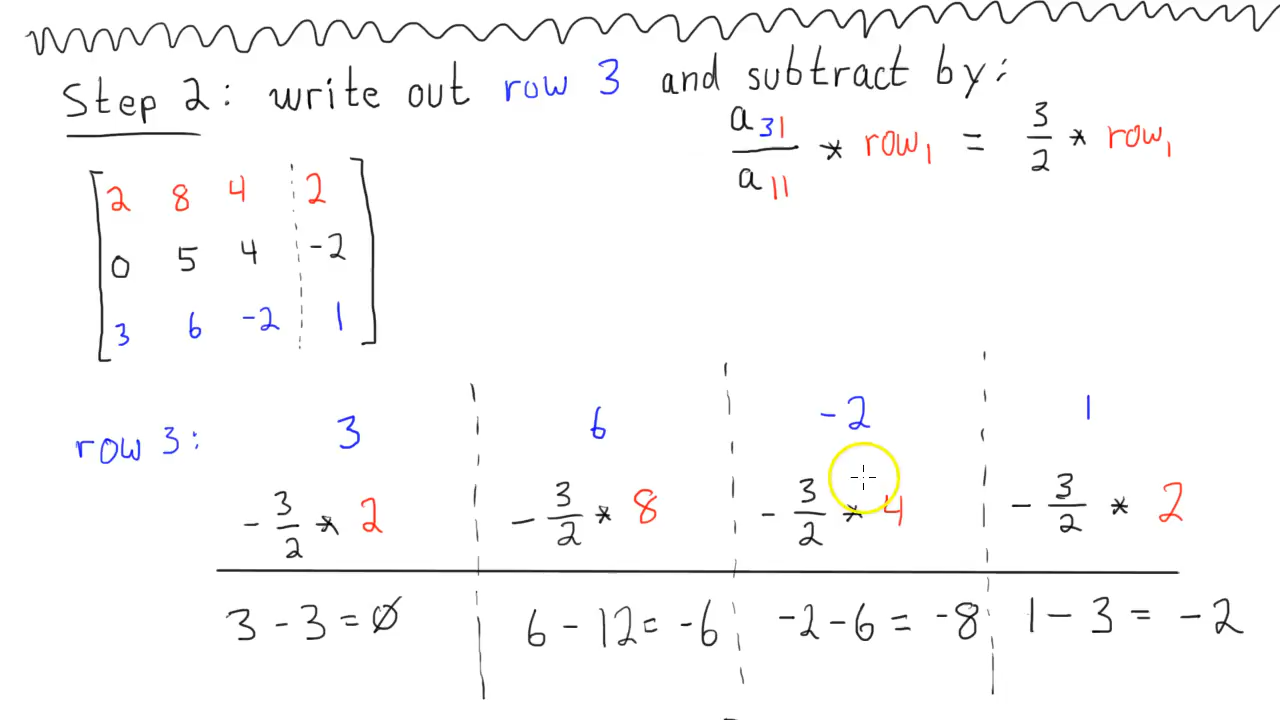 Step 2: write out row 3 and subtract by:
a31 / a11 * row1 = 3/2 * row1
2 8 4 2
0 5 4 -2
3 6 -2 1
row 3: 3 6 -2 1
- 3/2 * 2 - 3/2 * 8 - 3/2 * 4 - 3/2 * 2
3 - 3 = 0 6 - 12 = -6 -2 - 6 = -8 1 - 3 = -2